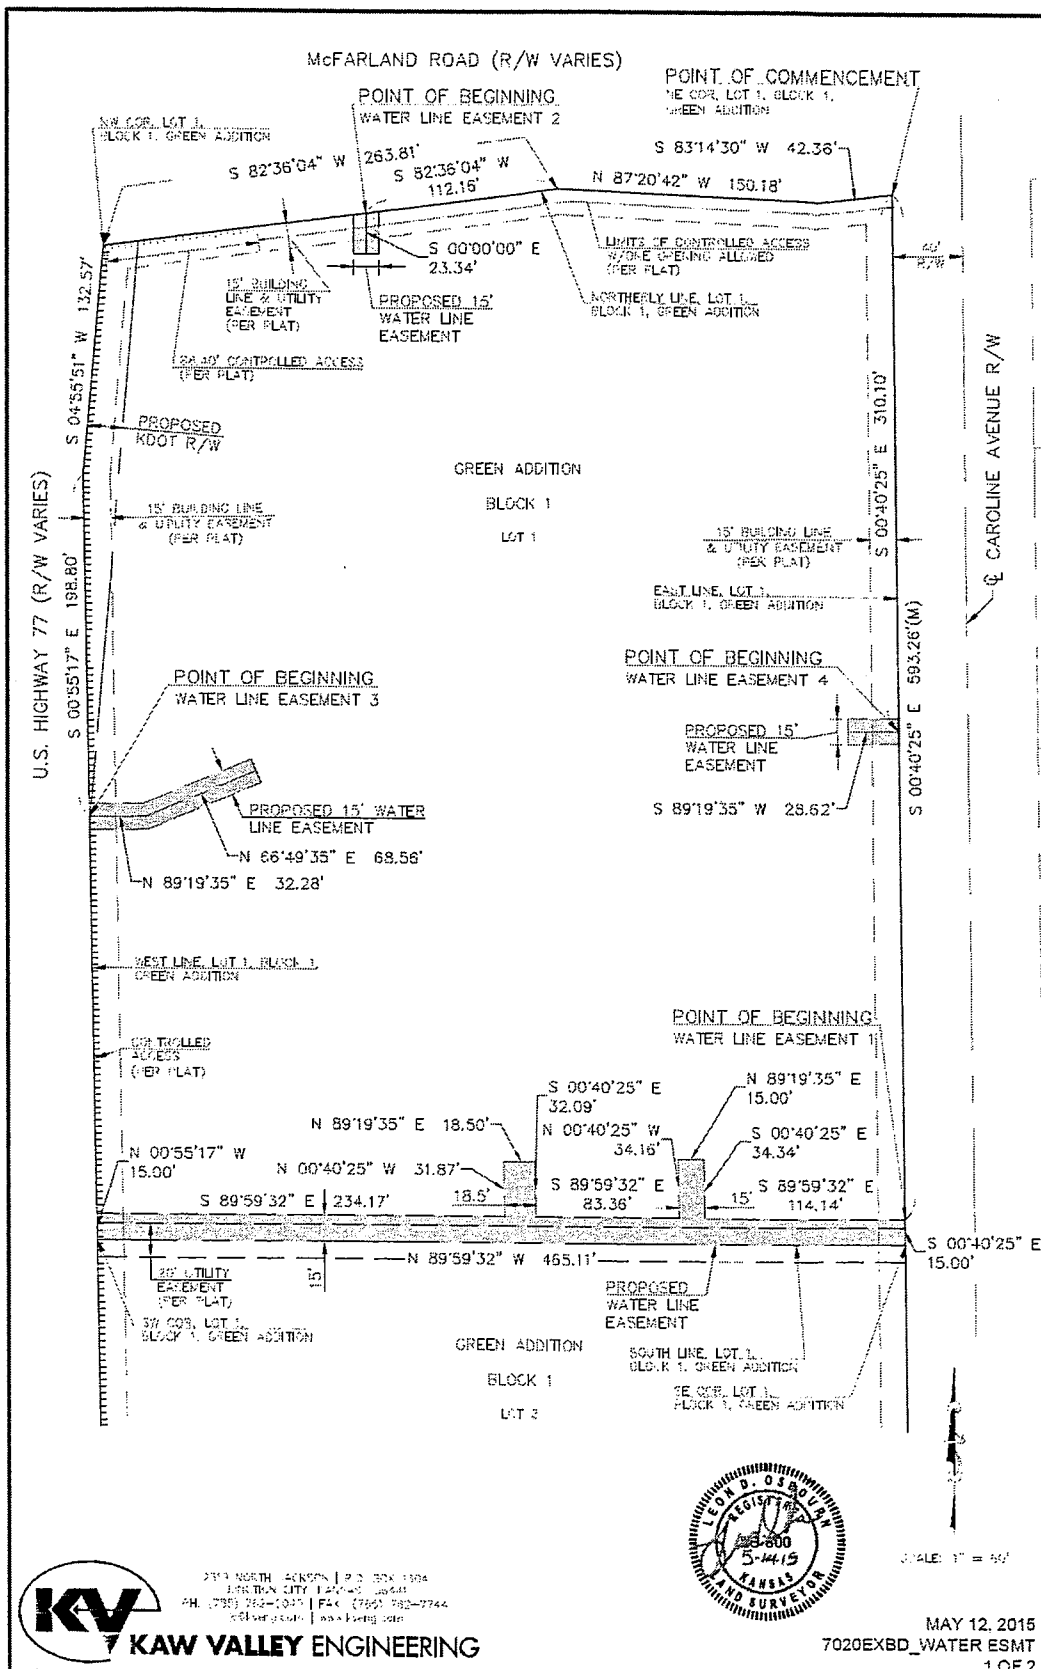 McFARLAND ROAD (R/W VARIES)
POINT OF COMMENCEMENT
NE COR, LOT 1, BLOCK 1,
GREEN ADDITION
POINT OF BEGINNING
WATER LINE EASEMENT 2
NW COR, LOT 1,
BLOCK 1, GREEN ADDITION
S 82°36'04" W 263.81'
S 82°36'04" W
112.15'
N 87°20'42" W 150.18'
S 83°14'30" W 42.36'
S 00°00'00" E
23.34'
LIMITS OF CONTROLLED ACCESS
W/ONE OPENING ALLOWED
(PER PLAT)
40'
R/W
15' BUILDING
LINE & UTILITY
EASEMENT
(PER PLAT)
PROPOSED 15'
WATER LINE
EASEMENT
NORTHERLY LINE, LOT 1,
BLOCK 1, GREEN ADDITION
CONTROLLED ACCESS
(PER PLAT)
S 04°55'51" W 132.57'
PROPOSED
KDOT R/W
U.S. HIGHWAY 77 (R/W VARIES)
S 00°55'17" E 198.80'
15' BUILDING LINE
& UTILITY EASEMENT
(PER PLAT)
GREEN ADDITION
BLOCK 1
LOT 1
S 00°40'25" E 310.10'
15' BUILDING LINE
& UTILITY EASEMENT
(PER PLAT)
EAST LINE, LOT 1,
BLOCK 1, GREEN ADDITION
CAROLINE AVENUE R/W
S 00°40'25" E 593.26'(M)
POINT OF BEGINNING
WATER LINE EASEMENT 3
POINT OF BEGINNING
WATER LINE EASEMENT 4
PROPOSED 15'
WATER LINE
EASEMENT
S 89°19'35" W 28.62'
PROPOSED 15' WATER
LINE EASEMENT
N 66°49'35" E 68.56'
N 89°19'35" E 32.28'
WEST LINE, LOT 1, BLOCK 1,
GREEN ADDITION
CONTROLLED
ACCESS
(PER PLAT)
POINT OF BEGINNING
WATER LINE EASEMENT 1
N 00°55'17" W
15.00'
N 89°19'35" E 18.50'
S 00°40'25" E
32.09'
N 00°40'25" W 31.87'
N 00°40'25" W
34.16'
N 89°19'35" E
15.00'
S 00°40'25" E
34.34'
S 89°59'32" E 234.17'
18.5'
S 89°59'32" E
83.36'
15'
S 89°59'32" E
114.14'
S 00°40'25" E
15.00'
N 89°59'32" W 465.11'
15'
20' UTILITY
EASEMENT
(PER PLAT)
SW COR, LOT 1,
BLOCK 1, GREEN ADDITION
PROPOSED
WATER LINE
EASEMENT
SOUTH LINE, LOT 1,
BLOCK 1, GREEN ADDITION
SE COR, LOT 1,
BLOCK 1, GREEN ADDITION
GREEN ADDITION
BLOCK 1
LOT 2
LEON D. OSBOURN
REGISTERED
5-14-15
KANSAS
LAND SURVEYOR
SCALE: 1" = 60'
2319 NORTH JACKSON | P.O. BOX 1304
JUNCTION CITY, KANSAS
KV
KAW VALLEY ENGINEERING
MAY 12, 2015
7020EXBD_WATER ESMT
1 OF 2